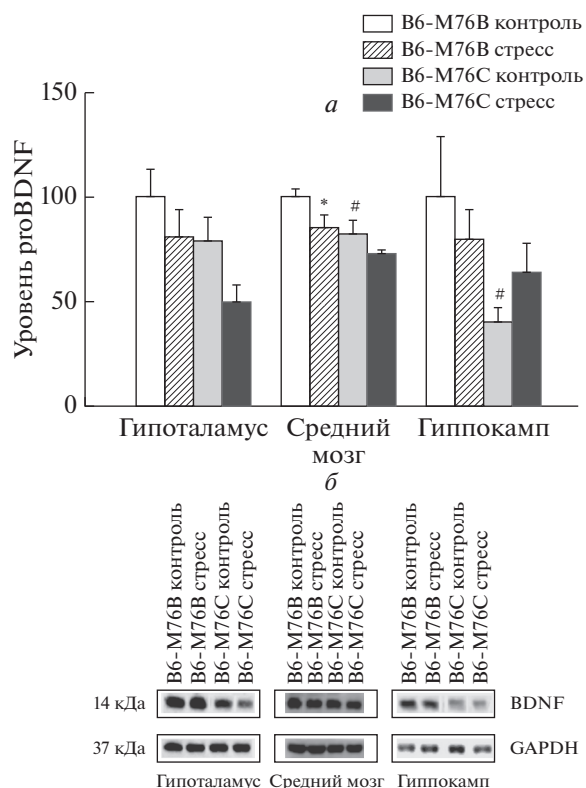 B6-M76B контроль
B6-M76B стресс
B6-M76C контроль
B6-M76C стресс
а
Уровень proBDNF
150
100
50
0
* #
#
Гипоталамус Средний мозг Гиппокамп
б
B6-M76B контроль
B6-M76B стресс
B6-M76C контроль
B6-M76C стресс
B6-M76B контроль
B6-M76B стресс
B6-M76C контроль
B6-M76C стресс
B6-M76B контроль
B6-M76B стресс
B6-M76C контроль
B6-M76C стресс
14 кДа BDNF
37 кДа GAPDH
Гипоталамус Средний мозг Гиппокамп